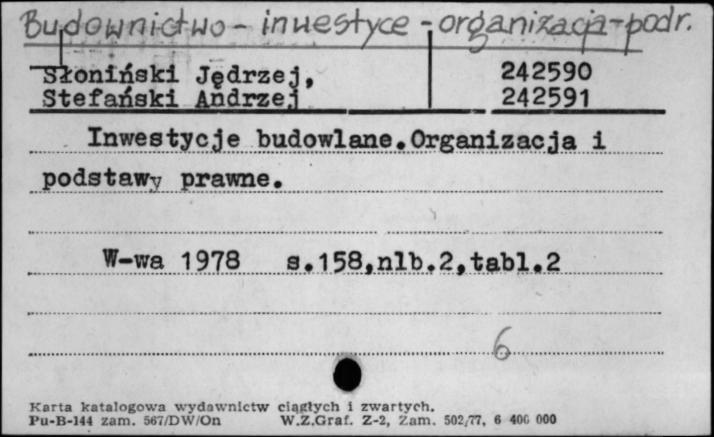 Budownictwo - inwestyce - organizacja - podr.
Słoniński Jędrzej, 242590
Stefański Andrzej 242591
Inwestycje budowlane.Organizacja i
podstawy prawne.
W-wa 1978 s.158,nlb.2,tabl.2
6
Karta katalogowa wydawnictw ciągłych i zwartych.
Pu-B-144 zam. 567/DW/On W.Z.Graf. Z-2, Zam. 502/77, 6 400 000